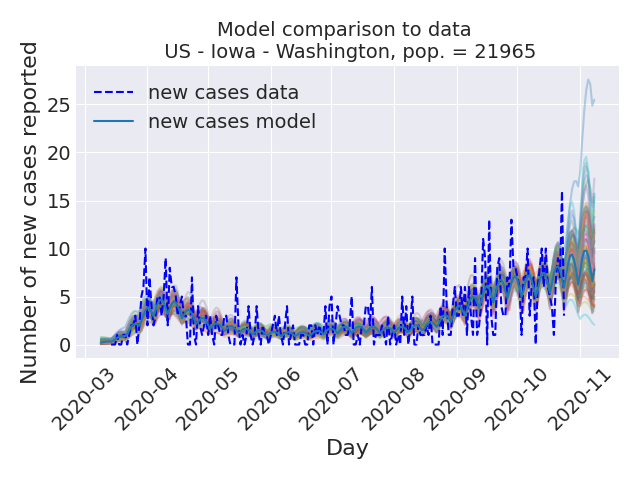 Model comparison to data
US - Iowa - Washington, pop. = 21965
Number of new cases reported
new cases data
new cases model
25
20
15
10
5
0
2020-03
2020-04
2020-05
2020-06
2020-07
2020-08
2020-09
2020-10
2020-11
Day